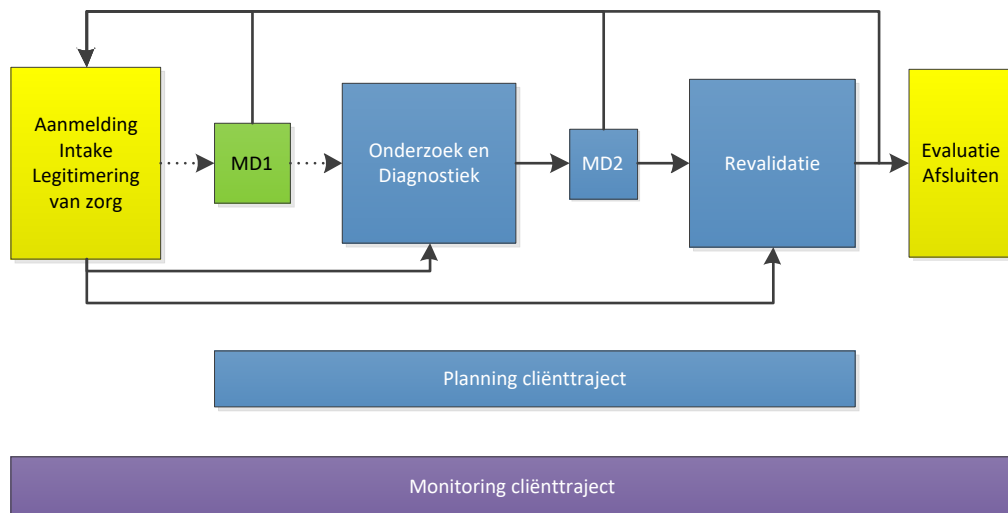 Aanmelding
Intake
Legitimering
van zorg
MD1
Onderzoek en
Diagnostiek
MD2
Revalidatie
Evaluatie
Afsluiten
Planning cliënttraject
Monitoring cliënttraject